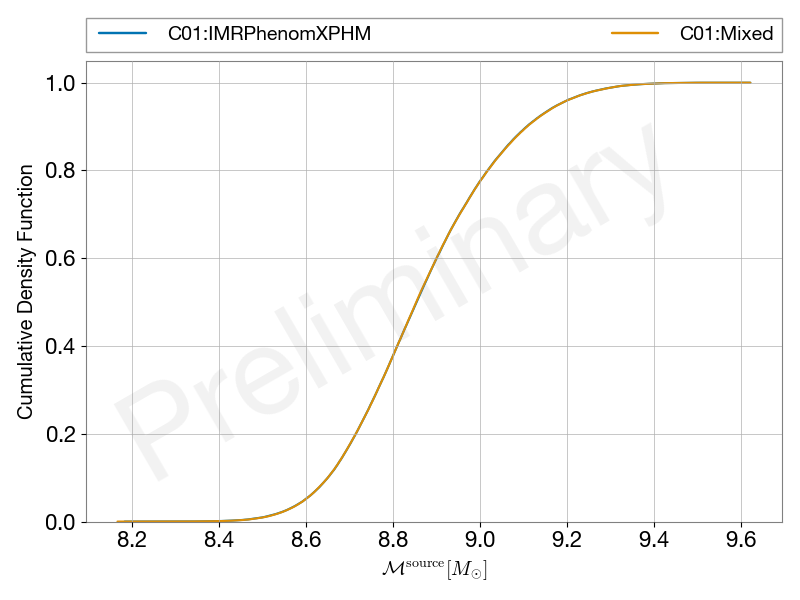 C01:IMRPhenomXPHM C01:Mixed
1.0
0.8
0.6
0.4
0.2
0.0
Cumulative Density Function
Preliminary
8.2 8.4 8.6 8.8 9.0 9.2 9.4 9.6
ℳ^source [M_⊙]